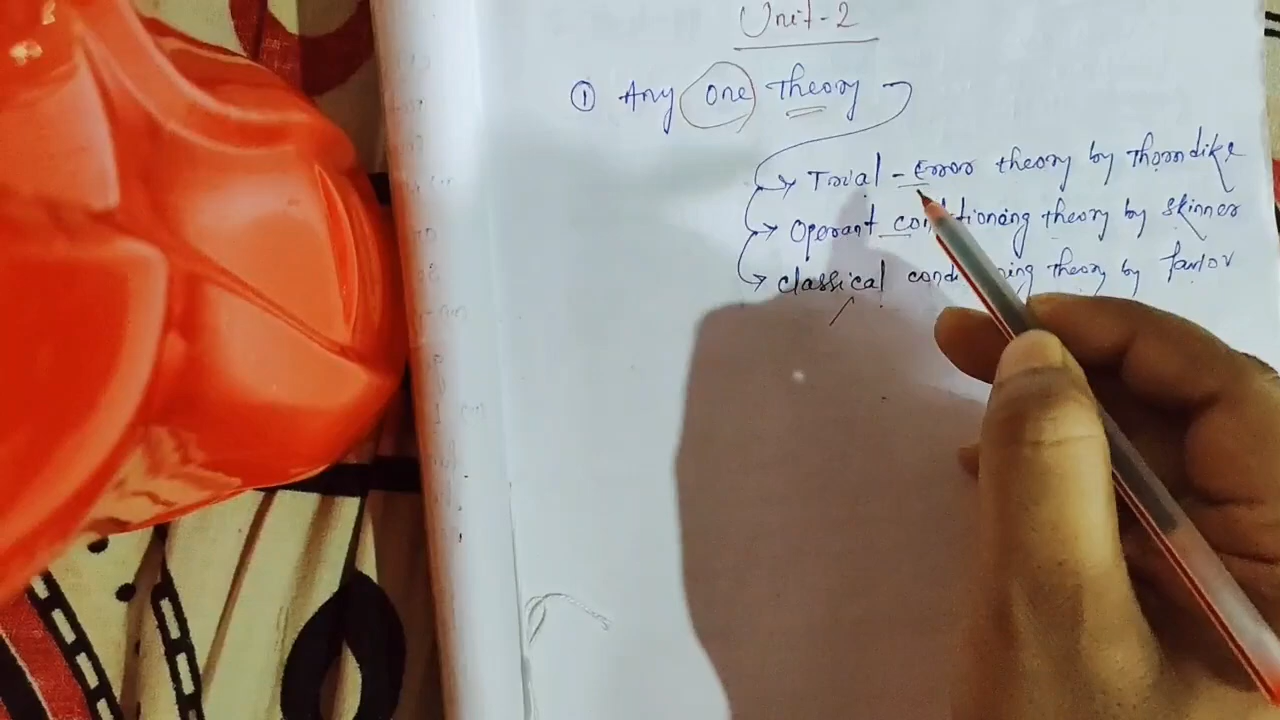 Unit-2
① Any one theory
→ Trial - Error theory by Thorndike
→ Operant conditioning theory by skinner
→ classical conditioning theory by Pavlov